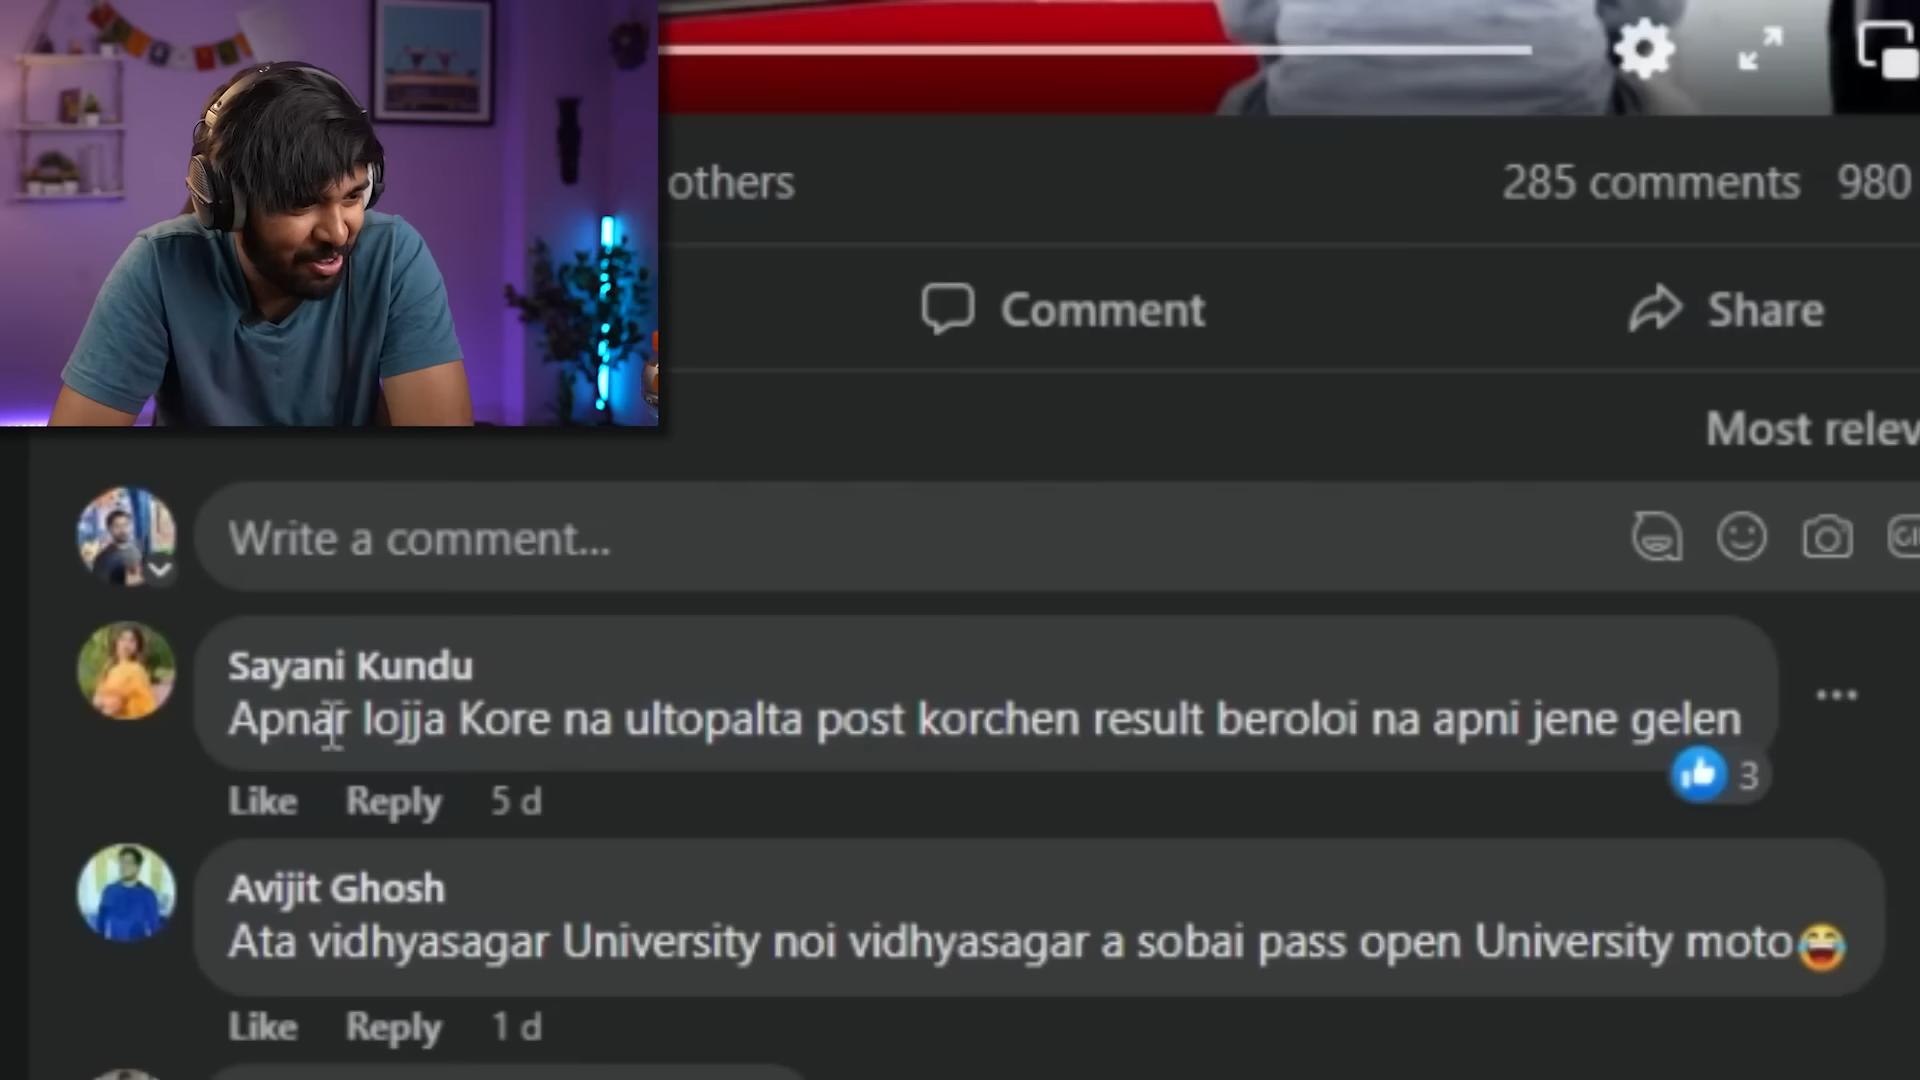 others
285 comments 980
Comment
Share
Most relev
Write a comment...
GI
Sayani Kundu
Apnar lojja Kore na ultopalta post korchen result beroloi na apni jene gelen
3
Like Reply 5 d
Avijit Ghosh
Ata vidhyasagar University noi vidhyasagar a sobai pass open University moto😂
Like Reply 1 d